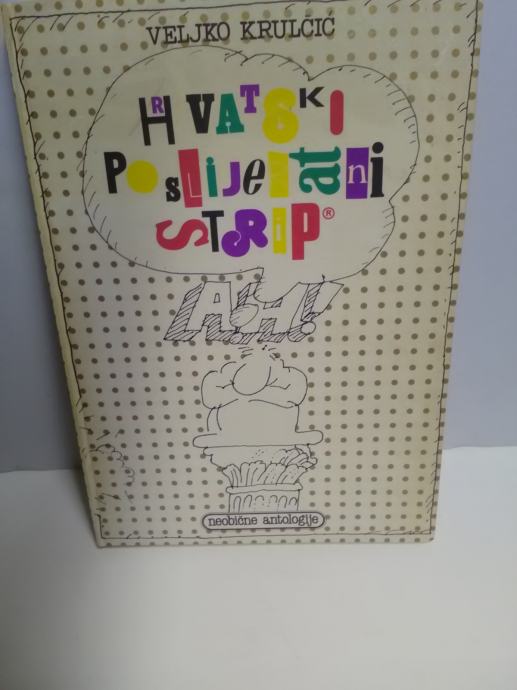 VELJKO KRULČIĆ
HRVATSKI
POSLIJERATNI
STRIP®
AH!
neobične antologije